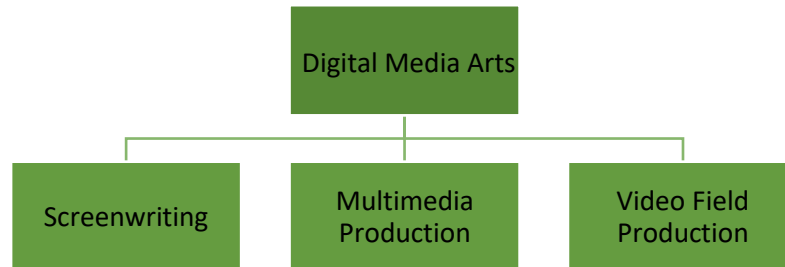 Digital Media Arts
Screenwriting
Multimedia
Production
Video Field
Production